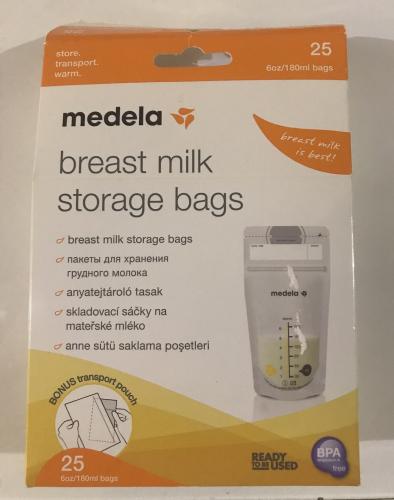 store.
transport.
warm.
25
6oz/180ml bags
medela
breast milk
is best!
breast milk
storage bags
breast milk storage bags
пакеты для хранения
грудного молока
anyatejtároló tasak
skladovací sáčky na
mateřské mléko
anne sütü saklama poşetleri
medela
BONUS transport pouch
25
6oz/180ml bags
READY
TO BE USED
BPA
free